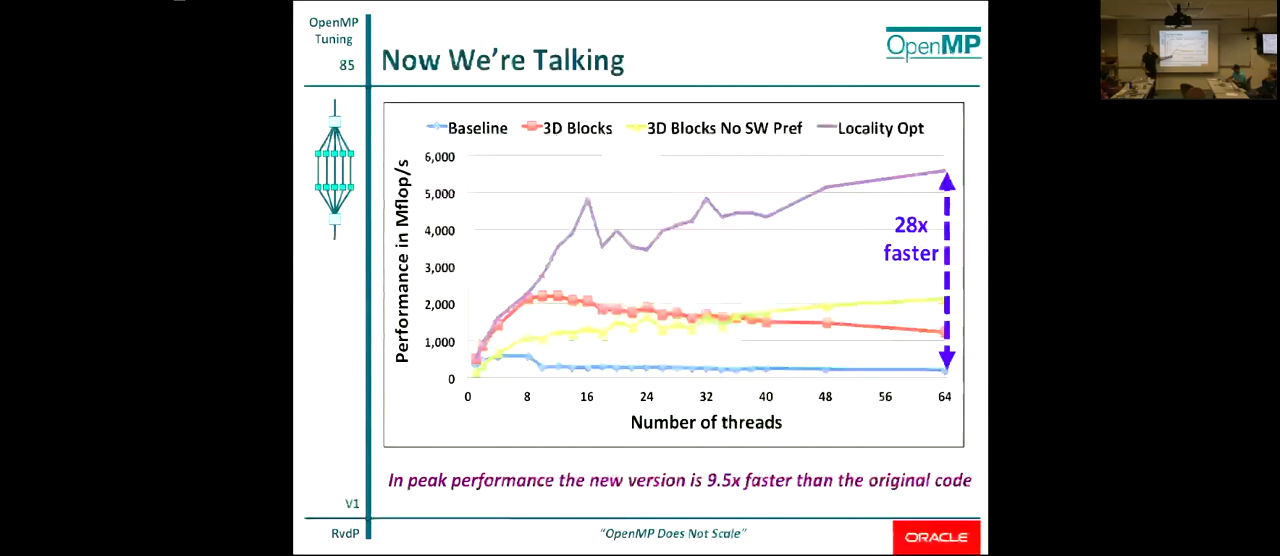 OpenMP
Tuning
85
Now We're Talking
OpenMP
Baseline 3D Blocks 3D Blocks No SW Pref Locality Opt
Performance in Mflop/s
6,000
5,000
4,000
3,000
2,000
1,000
0
28x
faster
0 8 16 24 32 40 48 56 64
Number of threads
In peak performance the new version is 9.5x faster than the original code
V1
RvdP
"OpenMP Does Not Scale"
ORACLE